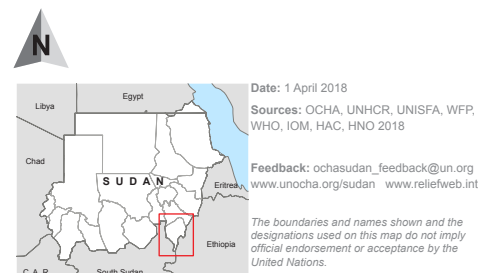 N
Egypt
Libya
Chad
SUDAN
Eritrea
Ethiopia
C. A. R.
South Sudan
Date: 1 April 2018
Sources: OCHA, UNHCR, UNISFA, WFP,
WHO, IOM, HAC, HNO 2018
Feedback: ochasudan_feedback@un.org
www.unocha.org/sudan www.reliefweb.int
The boundaries and names shown and the
designations used on this map do not imply
official endorsement or acceptance by the
United Nations.